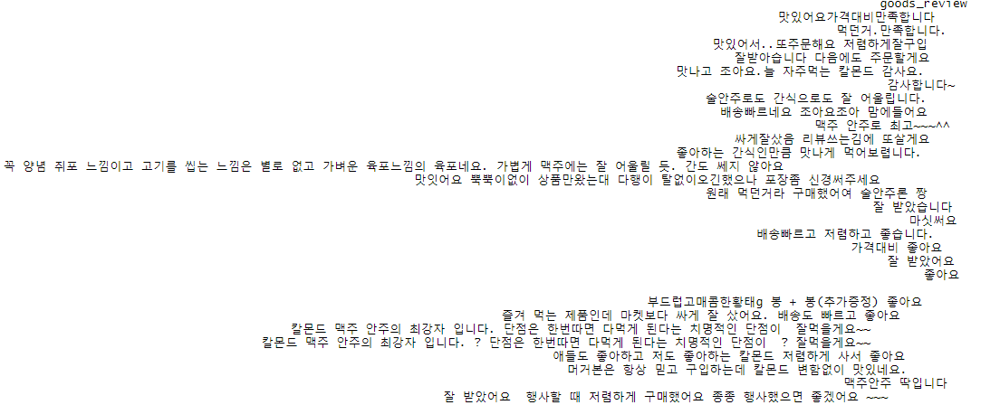 goods_review
맛있어요가격대비만족합니다
먹던거.만족합니다.
맛있어서..또주문해요 저렴하게잘구입
잘받아습니다 다음에도 주문할게요
맛나고 조아요.늘 자주먹는 칼몬드 감사요.
감사합니다~
술안주로도 간식으로도 잘 어울립니다.
배송빠르네요 조아요조아 맘에들어요
맥주 안주로 최고~~~^^
싸게잘샀음 리뷰쓰는김에 또살게요
좋아하는 간식인만큼 맛나게 먹어보렵니다.
꼭 양념 쥐포 느낌이고 고기를 씹는 느낌은 별로 없고 가벼운 육포느낌의 육포네요. 가볍게 맥주에는 잘 어울릴 듯. 간도 쎄지 않아요
맛잇어요 뾱뾱이없이 상품만왔는대 다행이 탈없이오긴했으나 포장좀 신경써주세요
원래 먹던거라 구매했어여 술안주론 짱
잘 받았습니다
마싯써요
배송빠르고 저렴하고 좋습니다.
가격대비 좋아요
잘 받았어요
좋아요
부드럽고매콤한황태g 봉 + 봉(추가증정) 좋아요
즐겨 먹는 제품인데 마켓보다 싸게 잘 샀어요. 배송도 빠르고 좋아요
칼몬드 맥주 안주의 최강자 입니다. 단점은 한번따면 다먹게 된다는 치명적인 단점이  잘먹을게요~~
칼몬드 맥주 안주의 최강자 입니다. ? 단점은 한번따면 다먹게 된다는 치명적인 단점이  ? 잘먹을게요~~
애들도 좋아하고 저도 좋아하는 칼몬드 저렴하게 사서 좋아요
머거본은 항상 믿고 구입하는데 칼몬드 변함없이 맛있네요.
맥주안주 딱입니다
잘 받았어요  행사할 때 저렴하게 구매했어요 종종 행사했으면 좋겠어요 ~~~